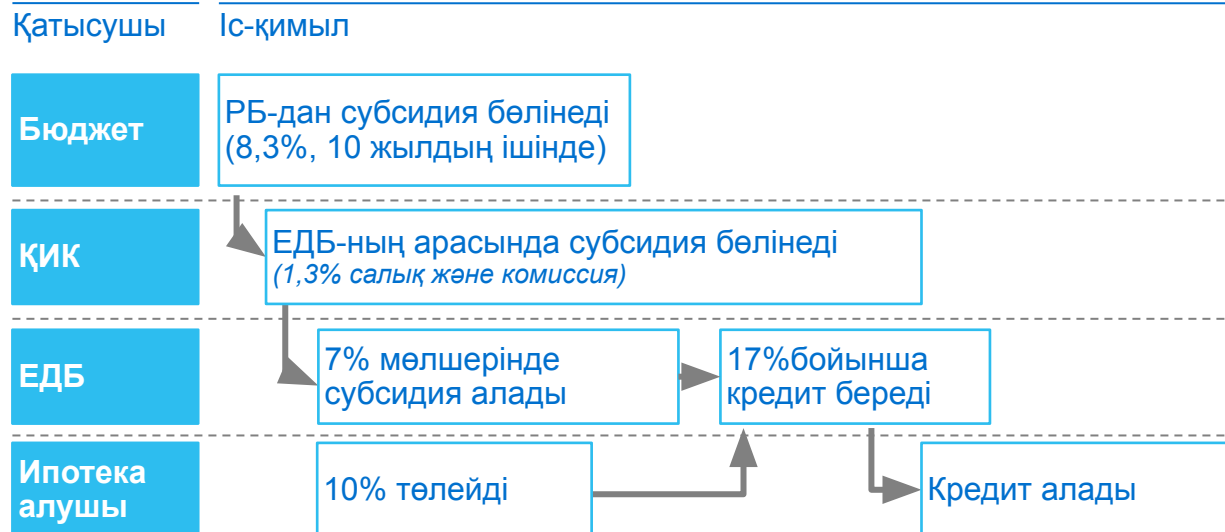 Қатысушы
Іс-қимыл
Бюджет
РБ-дан субсидия бөлінеді
(8,3%, 10 жылдың ішінде)
ҚИК
ЕДБ-ның арасында субсидия бөлінеді
(1,3% салық және комиссия)
ЕДБ
7% мөлшерінде
субсидия алады
17%бойынша
кредит береді
Ипотека
алушы
10% төлейді
Кредит алады